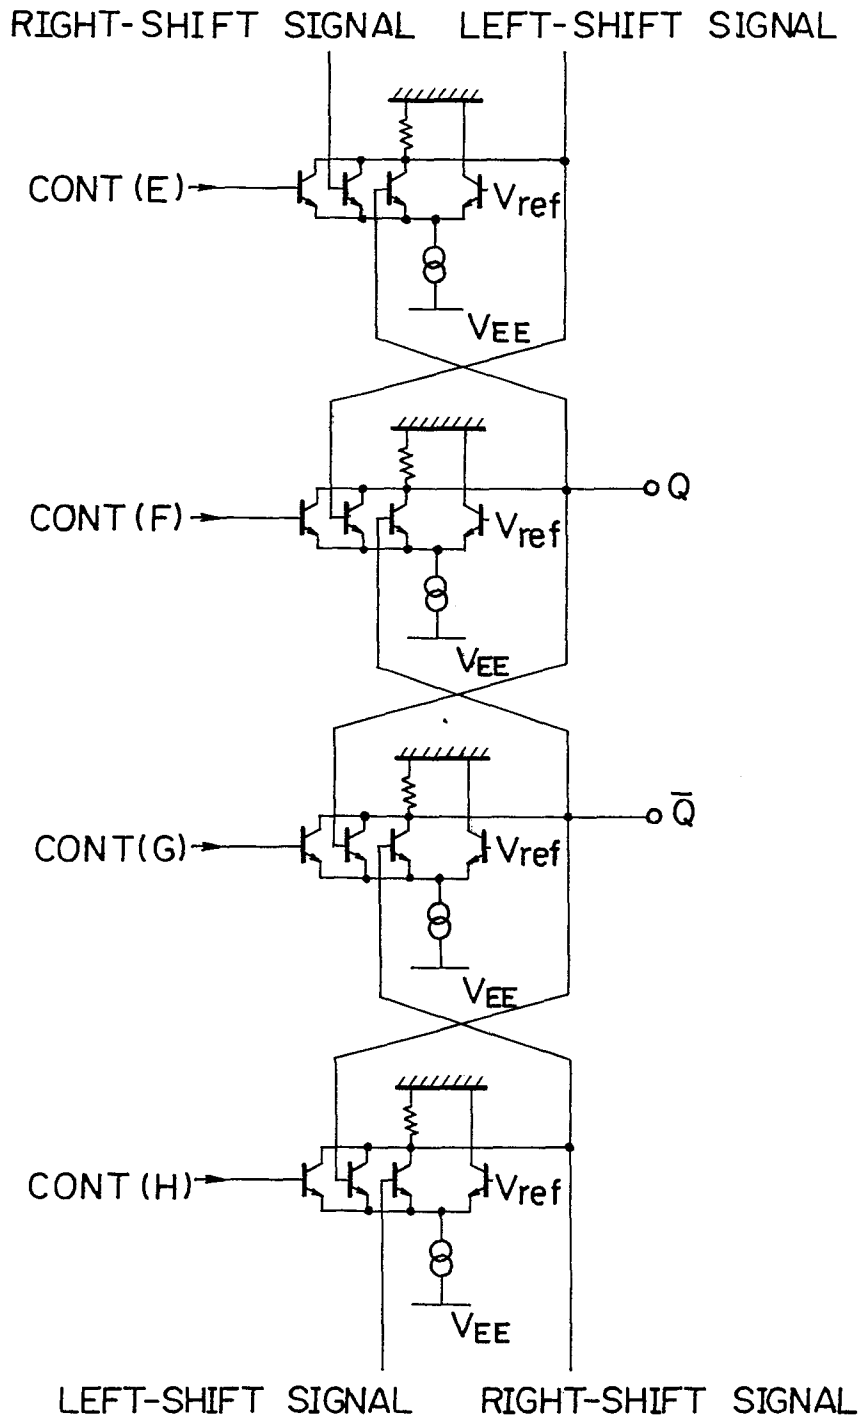 RIGHT-SHIFT SIGNAL LEFT-SHIFT SIGNAL
CONT(E)
Vref
VEE
Q
CONT(F)
Vref
VEE
Q̅
CONT(G)
Vref
VEE
CONT(H)
Vref
VEE
LEFT-SHIFT SIGNAL RIGHT-SHIFT SIGNAL